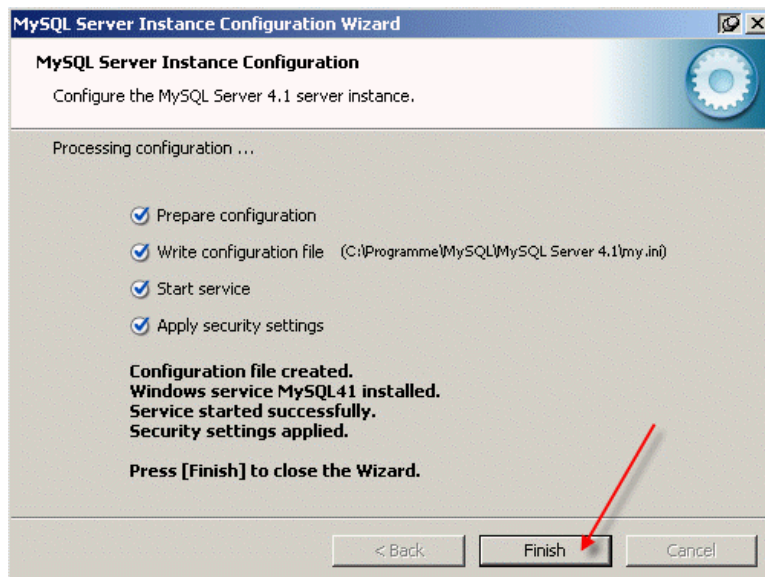 MySQL Server Instance Configuration Wizard
MySQL Server Instance Configuration
Configure the MySQL Server 4.1 server instance.
Processing configuration ...
Prepare configuration
Write configuration file (C:\Programme\MySQL\MySQL Server 4.1\my.ini)
Start service
Apply security settings
Configuration file created.
Windows service MySQL41 installed.
Service started successfully.
Security settings applied.
Press [Finish] to close the Wizard.
< Back Finish Cancel